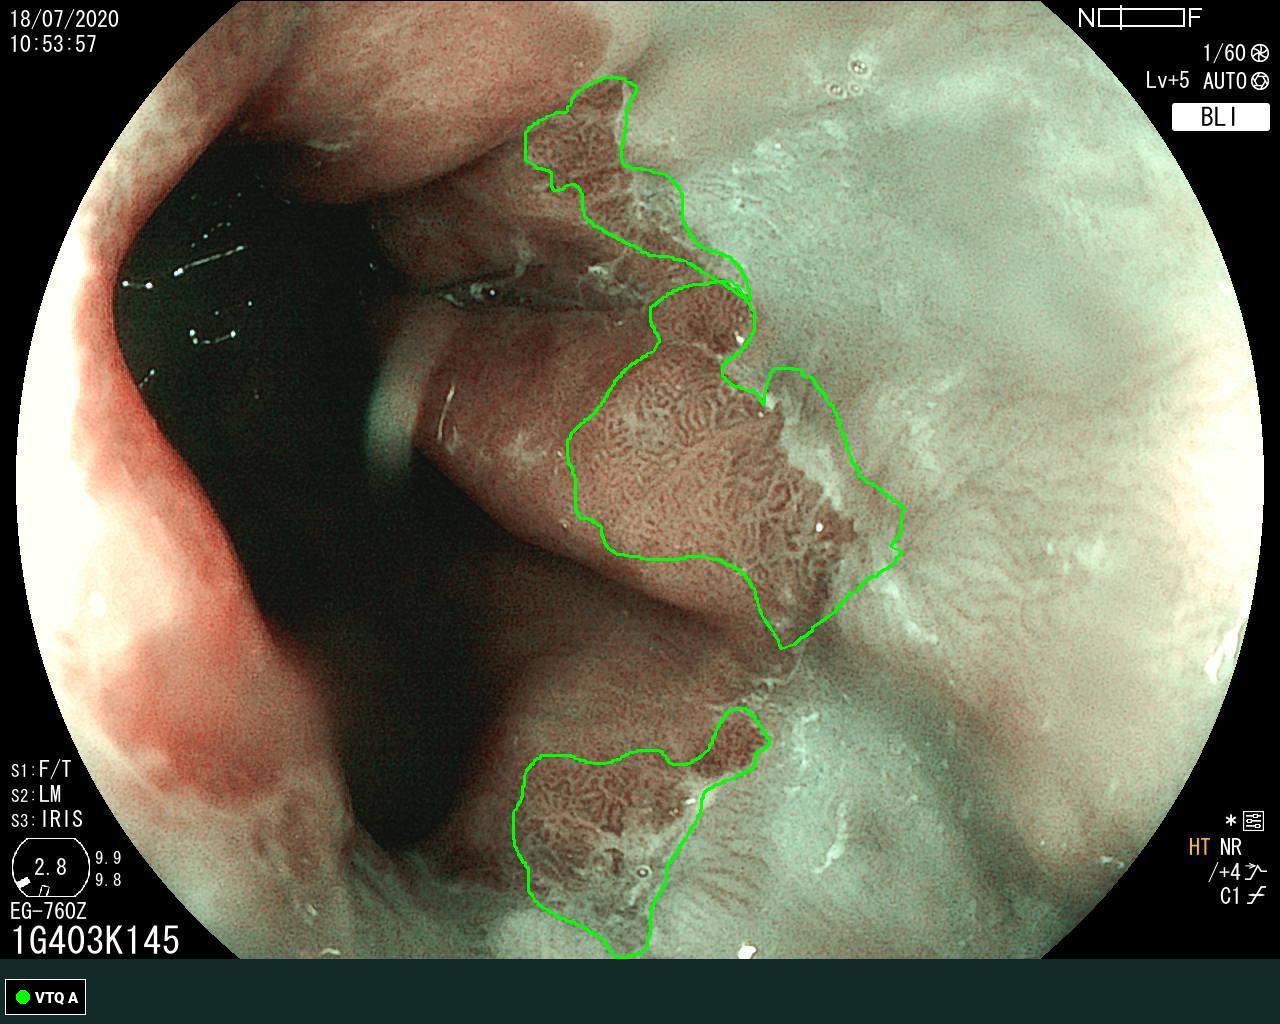 18/07/2020
10:53:57
N F
1/60
Lv+5 AUTO
BLI
S1:F/T
S2:LM
S3:IRIS
2.8 9.9
9.8
EG-760Z
1G403K145
*
HT NR
/+4
C1
VTQ A